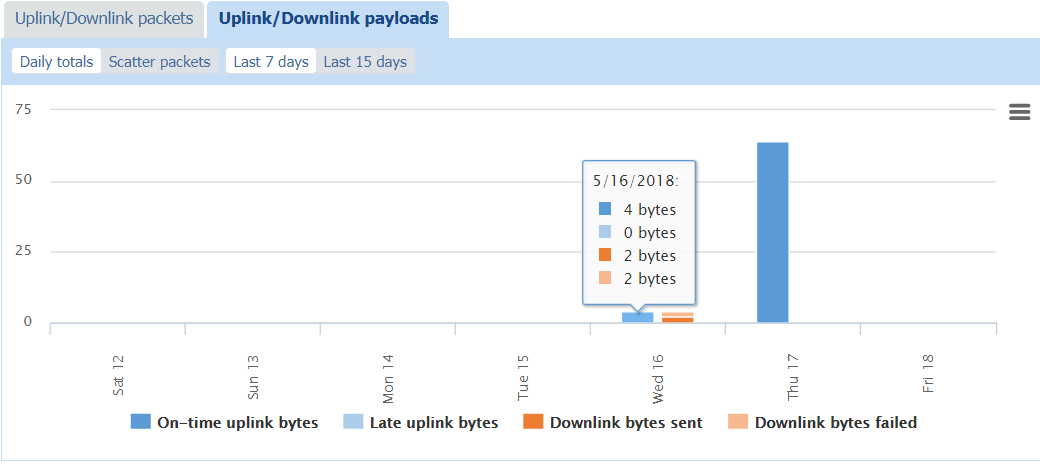 Uplink/Downlink packets Uplink/Downlink payloads
Daily totals Scatter packets Last 7 days Last 15 days
75
50
25
0
5/16/2018:
4 bytes
0 bytes
2 bytes
2 bytes
Sat 12 Sun 13 Mon 14 Tue 15 Wed 16 Thu 17 Fri 18
On-time uplink bytes Late uplink bytes Downlink bytes sent Downlink bytes failed